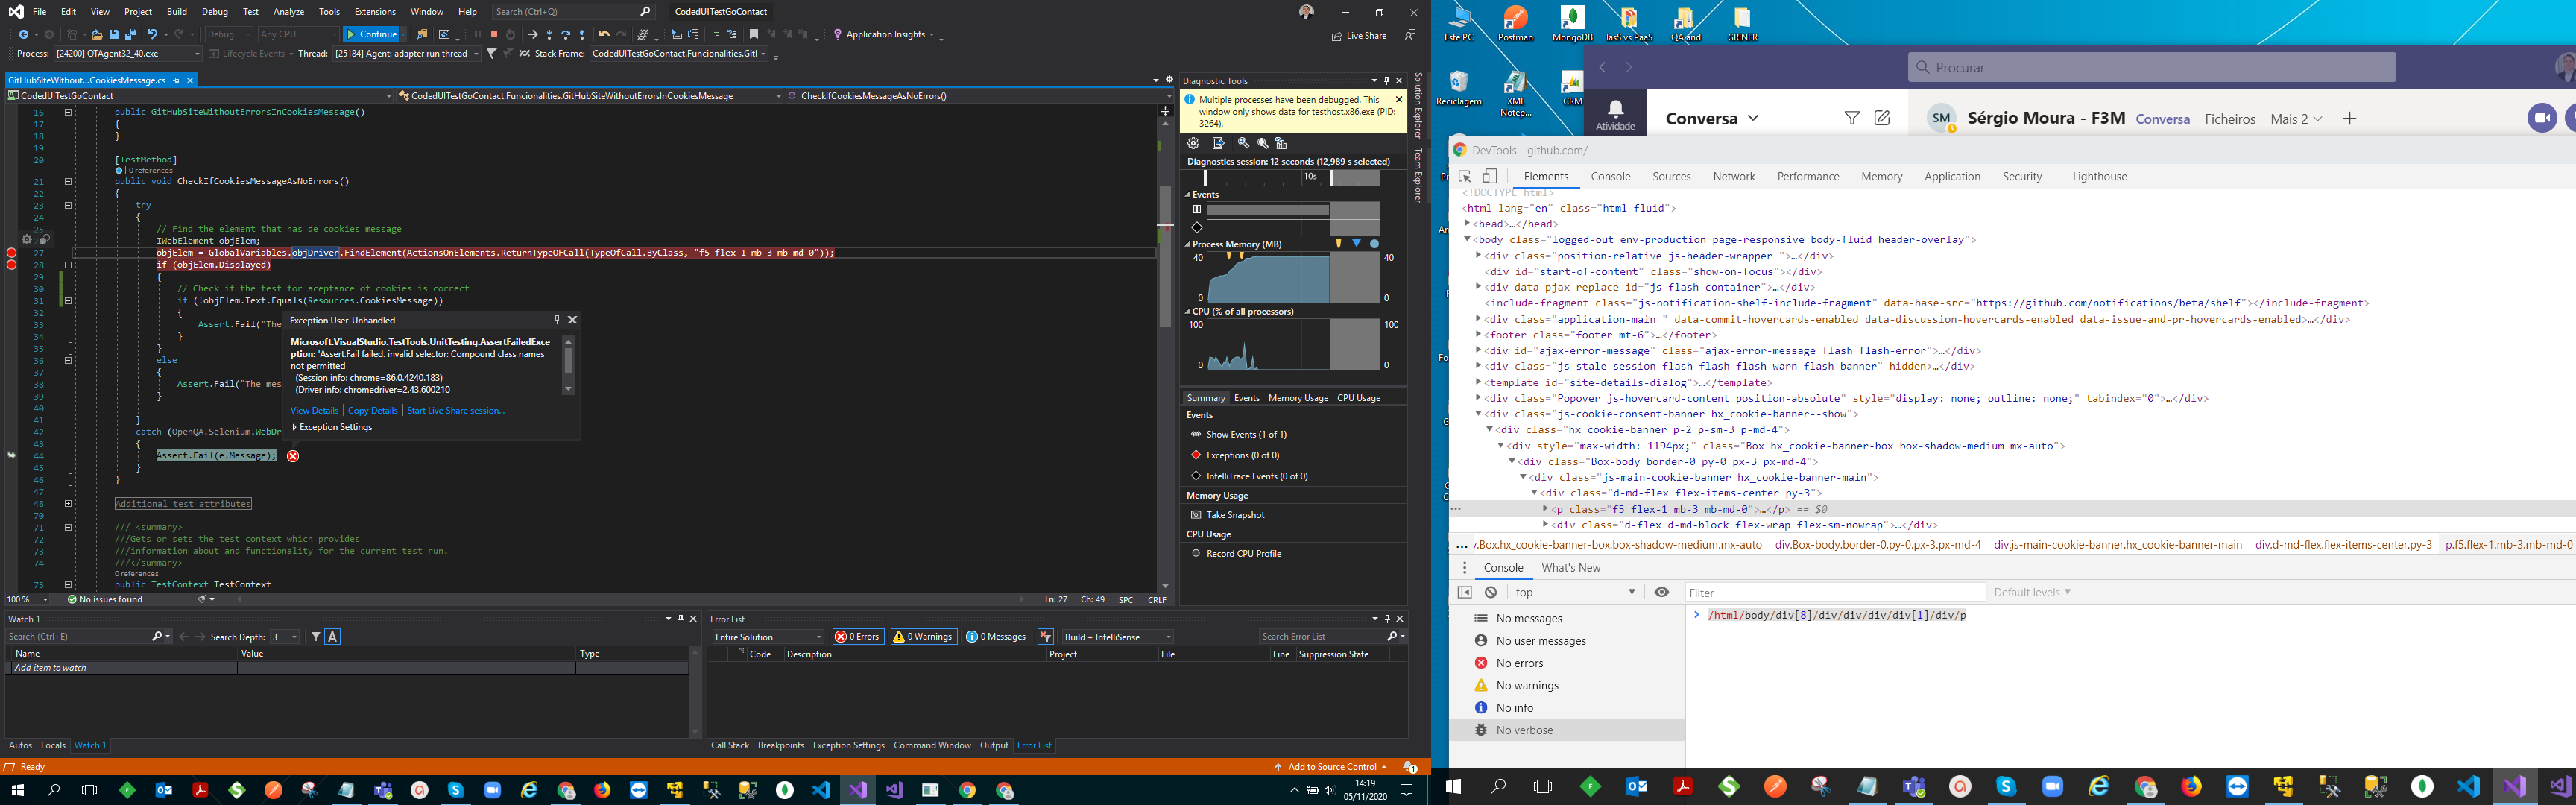 File Edit View Project Build Debug Test Analyze Tools Extensions Window Help Search (Ctrl+Q) CodedUITestGoContact
Debug Any CPU Continue Application Insights
Live Share
Process: [24200] QTAgent32_40.exe Lifecycle Events Thread: [25184] Agent: adapter run thread Stack Frame: CodedUITestGoContact.Funcionalities.Gitl
GitHubSiteWithout...CookiesMessage.cs
CodedUITestGoContact CodedUITestGoContact.Funcionalities.GitHubSiteWithoutErrorsInCookiesMessage CheckIfCookiesMessageAsNoErrors()
16 public GitHubSiteWithoutErrorsInCookiesMessage()
17 {
18 }
19
20 [TestMethod]
0 references
21 public void CheckIfCookiesMessageAsNoErrors()
22 {
23 try
24 {
25 // Find the element that has de cookies message
IWebElement objElem;
27 objElem = GlobalVariables.objDriver.FindElement(ActionsOnElements.ReturnTypeOFCall(TypeOfCall.ByClass, "f5 flex-1 mb-3 mb-md-0"));
28 if (objElem.Displayed)
29 {
30 // Check if the test for aceptance of cookies is correct
31 if (!objElem.Text.Equals(Resources.CookiesMessage))
32 {
33 Assert.Fail("The
34 }
35 }
36 else
37 {
38 Assert.Fail("The mes
39 }
40
41 }
42 catch (OpenQA.Selenium.WebDr
43 {
44 Assert.Fail(e.Message);
45 }
46 }
47
48 Additional test attributes
70
71 /// <summary>
72 ///Gets or sets the test context which provides
73 ///information about and functionality for the current test run.
74 ///</summary>
0 references
75 public TestContext TestContext
Exception User-Unhandled
Microsoft.VisualStudio.TestTools.UnitTesting.AssertFailedExce
ption: 'Assert.Fail failed. invalid selector: Compound class names
not permitted
(Session info: chrome=86.0.4240.183)
(Driver info: chromedriver=2.43.600210
View Details Copy Details Start Live Share session...
Exception Settings
100 % No issues found Ln: 27 Ch: 49 SPC CRLF
Diagnostic Tools
Multiple processes have been debugged. This
window only shows data for testhost.x86.exe (PID:
3264).
Diagnostics session: 12 seconds (12,989 s selected)
10s
Events
Process Memory (MB)
40 40
0 0
CPU (% of all processors)
100 100
0 0
Summary Events Memory Usage CPU Usage
Events
Show Events (1 of 1)
Exceptions (0 of 0)
IntelliTrace Events (0 of 0)
Memory Usage
Take Snapshot
CPU Usage
Record CPU Profile
Solution Explorer
Team Explorer
Watch 1
Search (Ctrl+E) Search Depth: 3
Name Value Type
Add item to watch
Autos Locals Watch 1
Error List
Entire Solution 0 Errors 0 Warnings 0 Messages Build + IntelliSense Search Error List
Code Description Project File Line Suppression State
Call Stack Breakpoints Exception Settings Command Window Output Error List
Ready Add to Source Control 1
14:19
05/11/2020
Este PC Postman MongoDB IasS vs PaaS QA and GRINER
Reciclagem XML Notep... CRM
Procurar
Atividade
Conversa
SM Sérgio Moura - F3M Conversa Ficheiros Mais 2
DevTools - github.com/
Elements Console Sources Network Performance Memory Application Security Lighthouse
<!DOCTYPE html>
<html lang="en" class="html-fluid">
<head>…</head>
<body class="logged-out env-production page-responsive body-fluid header-overlay">
<div class="position-relative js-header-wrapper ">…</div>
<div id="start-of-content" class="show-on-focus"></div>
<div data-pjax-replace id="js-flash-container">…</div>
<include-fragment class="js-notification-shelf-include-fragment" data-base-src="https://github.com/notifications/beta/shelf"></include-fragment>
<div class="application-main " data-commit-hovercards-enabled data-discussion-hovercards-enabled data-issue-and-pr-hovercards-enabled>…</div>
<footer class="footer mt-6">…</footer>
<div id="ajax-error-message" class="ajax-error-message flash flash-error">…</div>
<div class="js-stale-session-flash flash flash-warn flash-banner" hidden>…</div>
<template id="site-details-dialog">…</template>
<div class="Popover js-hovercard-content position-absolute" style="display: none; outline: none;" tabindex="0">…</div>
<div class="js-cookie-consent-banner hx_cookie-banner--show">
<div class="hx_cookie-banner p-2 p-sm-3 p-md-4">
<div style="max-width: 1194px;" class="Box hx_cookie-banner-box box-shadow-medium mx-auto">
<div class="Box-body border-0 py-0 px-3 px-md-4">
<div class="js-main-cookie-banner hx_cookie-banner-main">
<div class="d-md-flex flex-items-center py-3">
<p class="f5 flex-1 mb-3 mb-md-0">…</p> == $0
<div class="d-flex d-md-block flex-wrap flex-sm-nowrap">…</div>
... v.Box.hx_cookie-banner-box.box-shadow-medium.mx-auto div.Box-body.border-0.py-0.px-3.px-md-4 div.js-main-cookie-banner.hx_cookie-banner-main div.d-md-flex.flex-items-center.py-3 p.f5.flex-1.mb-3.mb-md-0
Console What's New
top Filter Default levels
No messages
No user messages
No errors
No warnings
No info
No verbose
/html/body/div[8]/div/div/div/div[1]/div/p